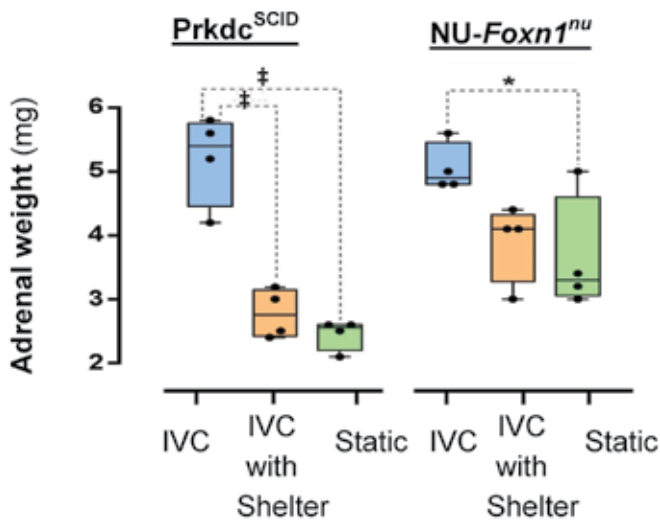 Prkdc^SCID NU-Foxn1^nu
‡
‡
*
Adrenal weight (mg)
6
5
4
3
2
IVC
IVC
with
Shelter
Static
IVC
IVC
with
Shelter
Static